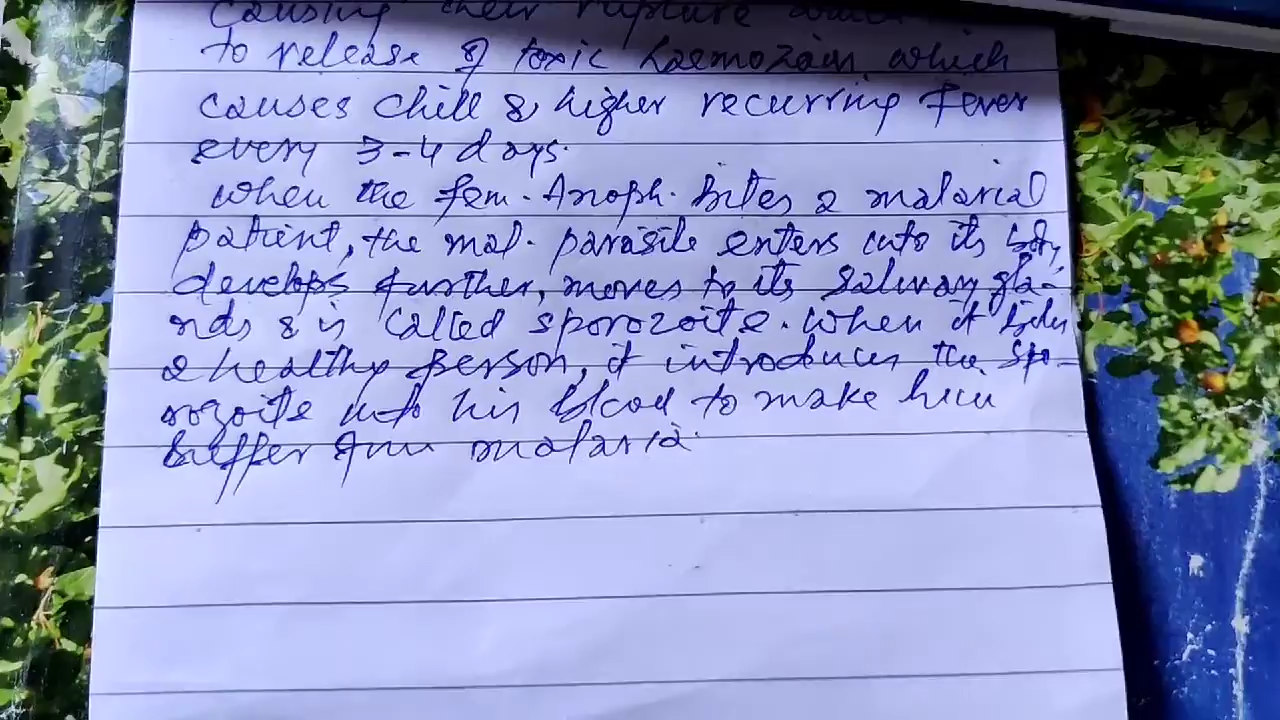 causing their rupture
to release of toxic haemozoin which
causes chill & higher recurring fever
every 3-4 days.
when the fem. Anoph. bites a malarial
patient, the mal. parasite enters into its body,
develops further, moves to its salivary gla-
nds & is called sporozoite. When it bites
a healthy person, it introduces the spo-
rozoite into his blood to make him
suffer from malaria.